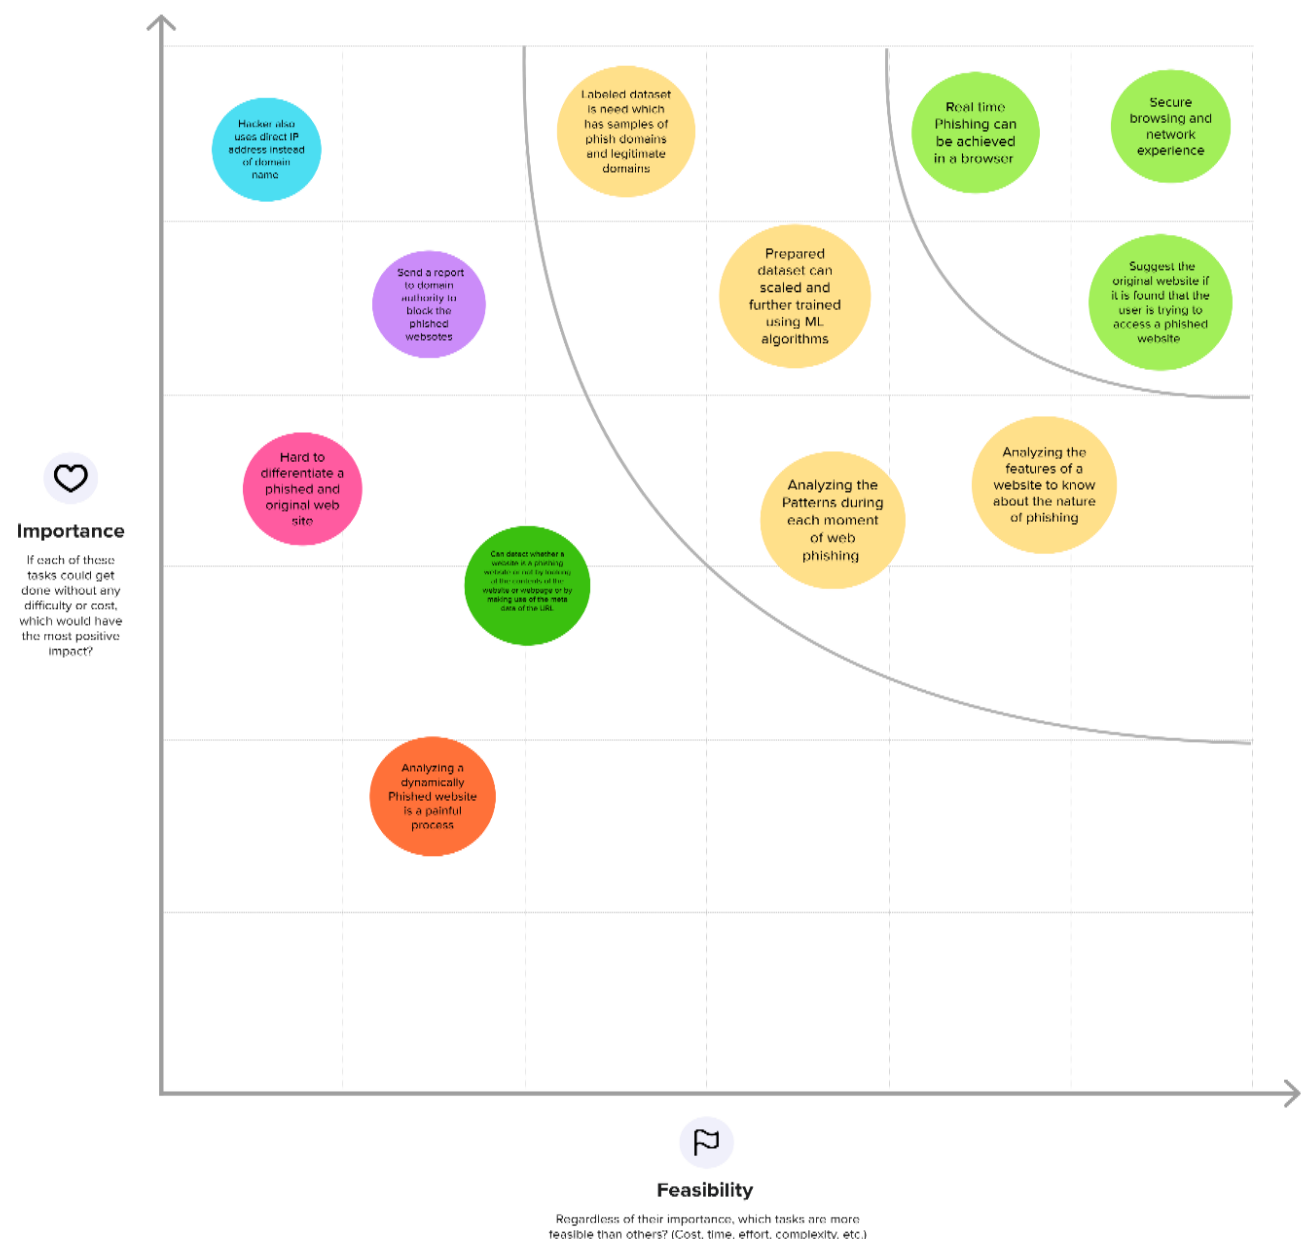 Hacker also
uses direct IP
address instead
of domain
name
Labeled dataset
is need which
has samples of
phish domains
and legitimate
domains
Real time
Phishing can
be achieved
in a browser
Secure
browsing and
network
experience
Send a report
to domain
authority to
block the
phished
websotes
Prepared
dataset can
scaled and
further trained
using ML
algorithms
Suggest the
original website if
it is found that the
user is trying to
access a phished
website
Hard to
differentiate a
phished and
original web
site
Analyzing the
Patterns during
each moment
of web
phishing
Analyzing the
features of a
website to know
about the nature
of phishing
Can detect whether a
website is a phishing
website or not by looking
at the contents of the
website or webpage or by
making use of the meta
data of the URL
Analyzing a
dynamically
Phished website
is a painful
process
Importance
If each of these
tasks could get
done without any
difficulty or cost,
which would have
the most positive
impact?
Feasibility
Regardless of their importance, which tasks are more
feasible than others? (Cost, time, effort, complexity, etc.)